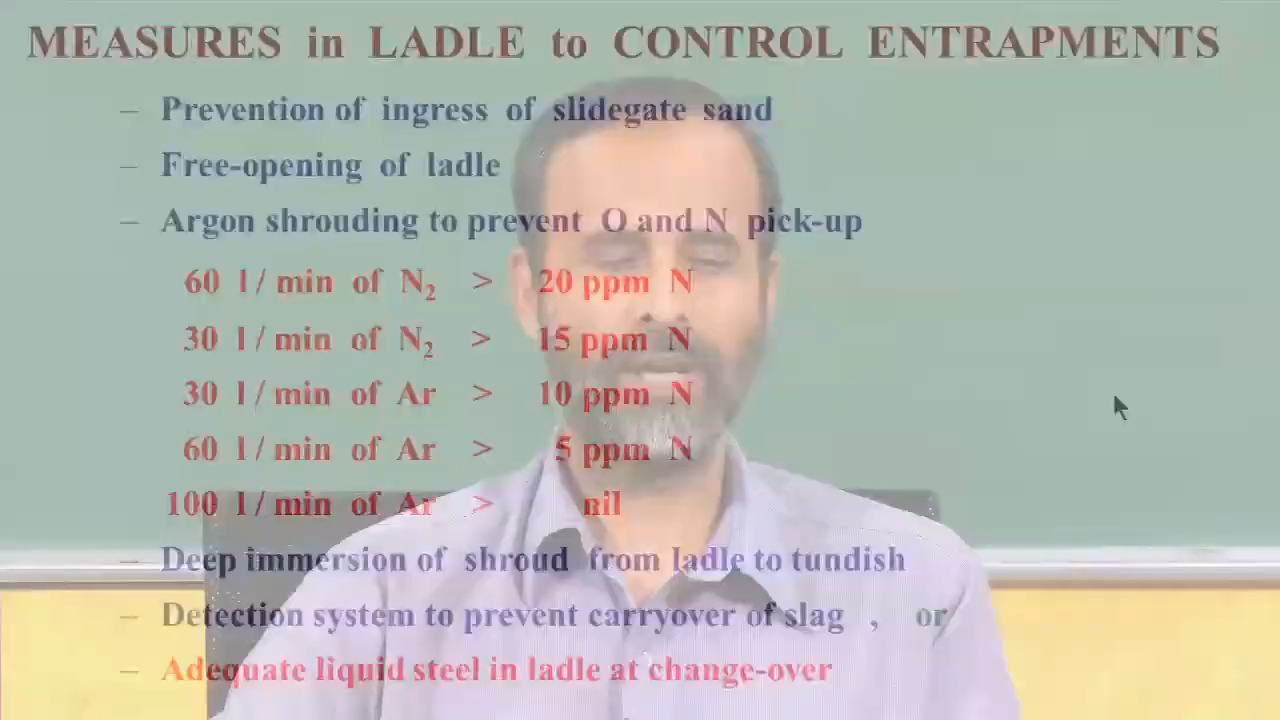 MEASURES in LADLE to CONTROL ENTRAPMENTS
– Prevention of ingress of slidegate sand
– Free-opening of ladle
– Argon shrouding to prevent O and N pick-up
60 l / min of N₂ > 20 ppm N
30 l / min of N₂ > 15 ppm N
30 l / min of Ar > 10 ppm N
60 l / min of Ar > 5 ppm N
100 l / min of Ar > nil
– Deep immersion of shroud from ladle to tundish
– Detection system to prevent carryover of slag , or
– Adequate liquid steel in ladle at change-over